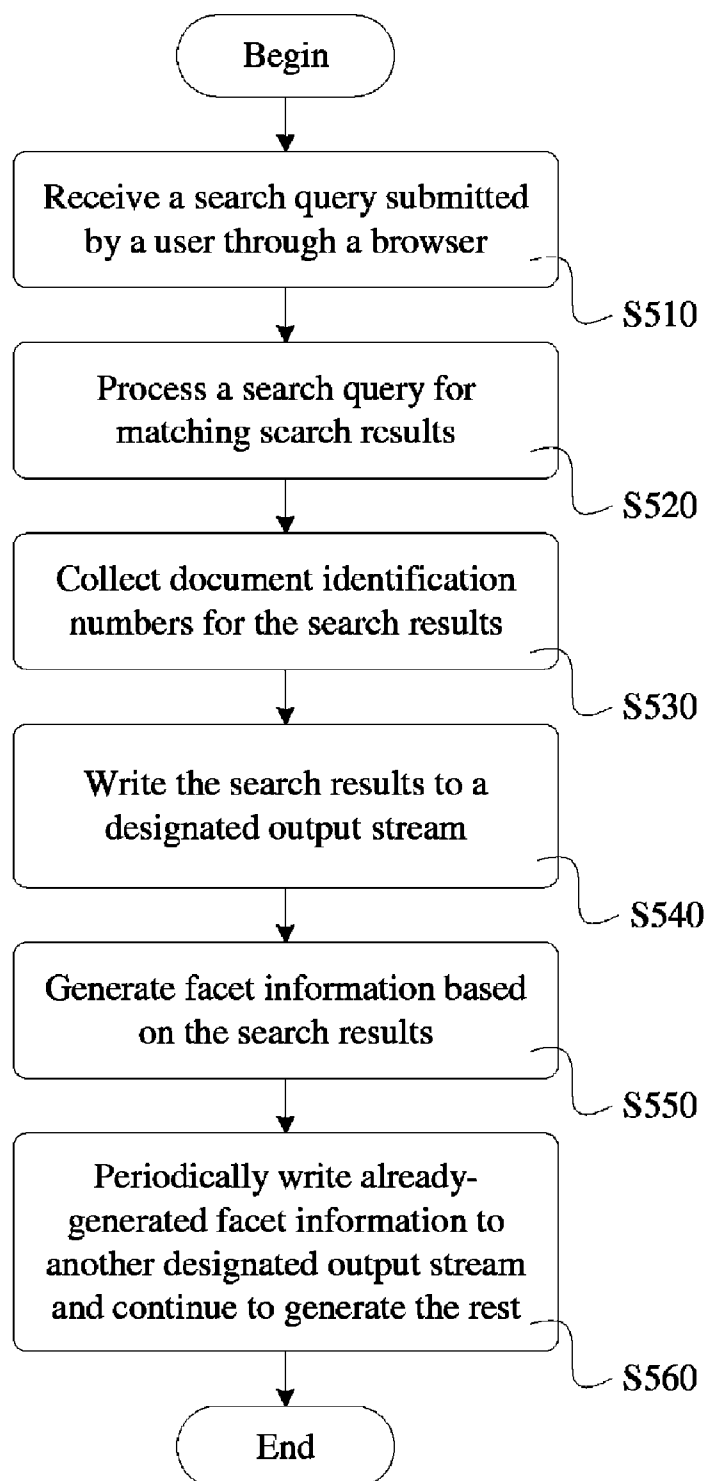 Begin
Receive a search query submitted
by a user through a browser
S510
Process a search query for
matching search results
S520
Collect document identification
numbers for the search results
S530
Write the search results to a
designated output stream
S540
Generate facet information based
on the search results
S550
Periodically write already-
generated facet information to
another designated output stream
and continue to generate the rest
S560
End